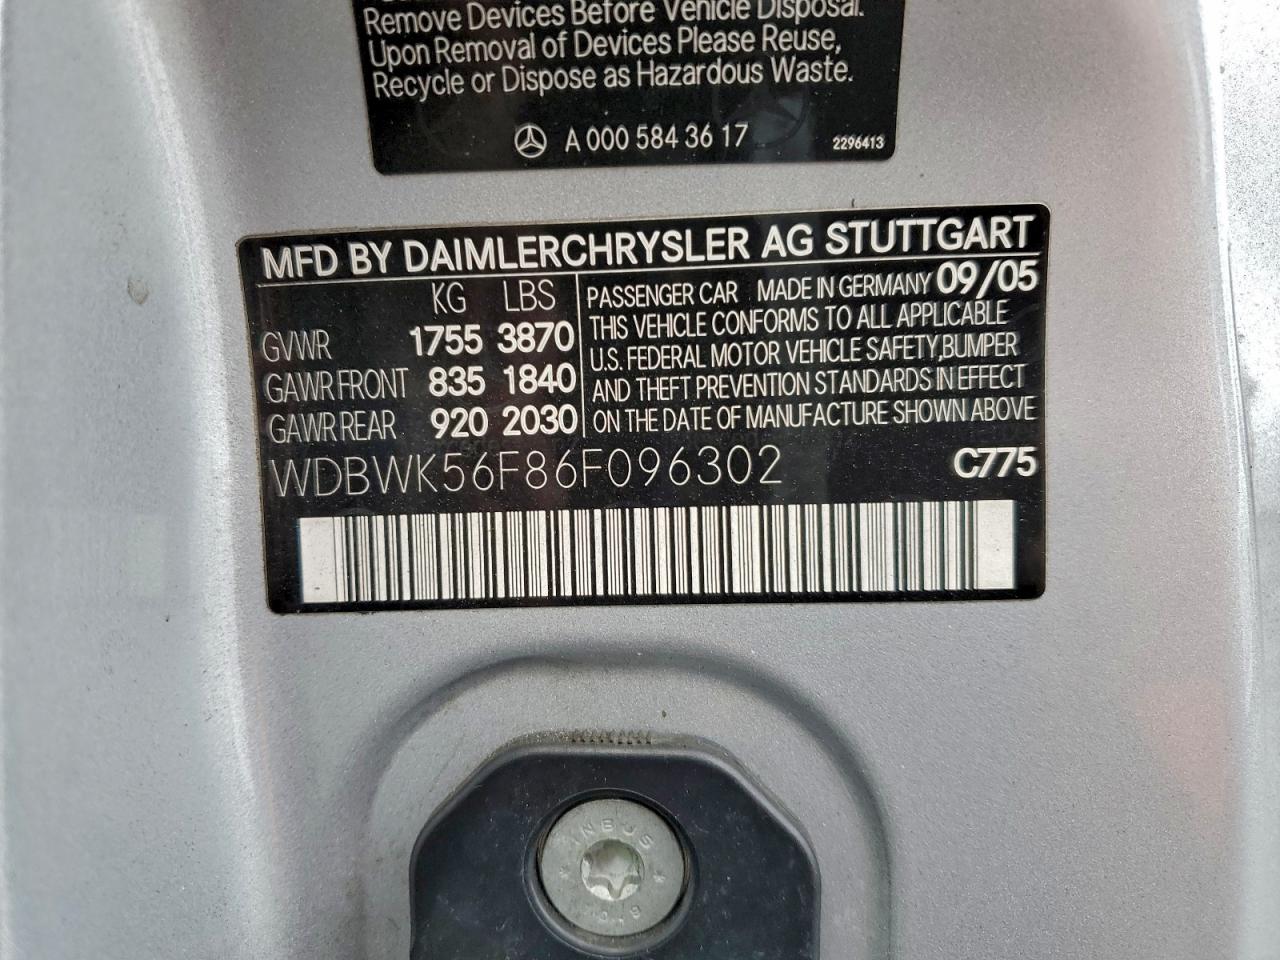 Remove Devices Before Vehicle Disposal.
Upon Removal of Devices Please Reuse,
Recycle or Dispose as Hazardous Waste.
A 000 584 36 17
2296413
MFD BY DAIMLERCHRYSLER AG STUTTGART
KG LBS
GVWR 1755 3870
GAWR FRONT 835 1840
GAWR REAR 920 2030
PASSENGER CAR MADE IN GERMANY 09/05
THIS VEHICLE CONFORMS TO ALL APPLICABLE
U.S. FEDERAL MOTOR VEHICLE SAFETY,BUMPER
AND THEFT PREVENTION STANDARDS IN EFFECT
ON THE DATE OF MANUFACTURE SHOWN ABOVE
WDBWK56F86F096302
C775
INBUS